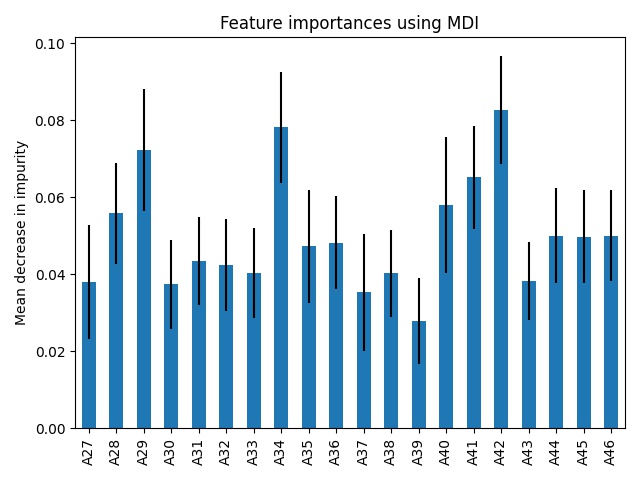 Feature importances using MDI
Mean decrease in impurity
0.10
0.08
0.06
0.04
0.02
0.00
A27
A28
A29
A30
A31
A32
A33
A34
A35
A36
A37
A38
A39
A40
A41
A42
A43
A44
A45
A46